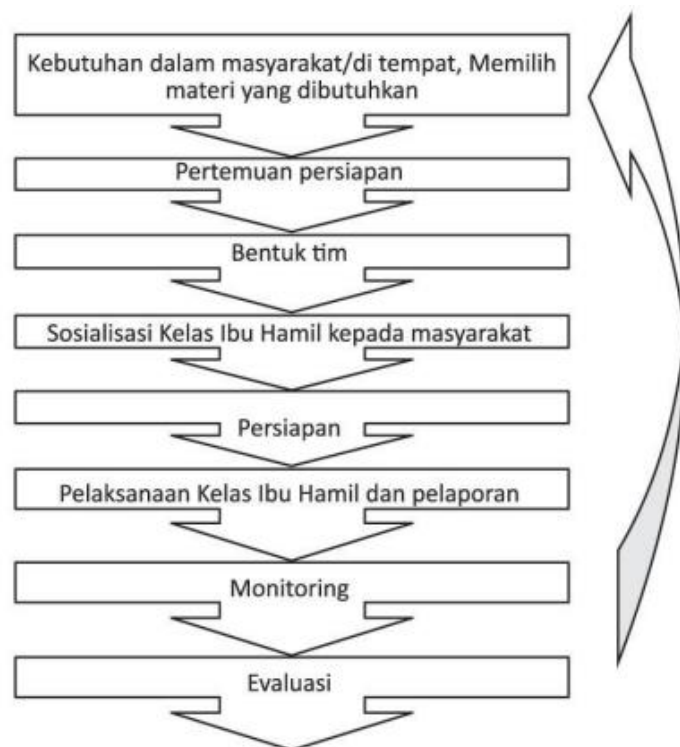 Kebutuhan dalam masyarakat/di tempat, Memilih
materi yang dibutuhkan
Pertemuan persiapan
Bentuk tim
Sosialisasi Kelas Ibu Hamil kepada masyarakat
Persiapan
Pelaksanaan Kelas Ibu Hamil dan pelaporan
Monitoring
Evaluasi